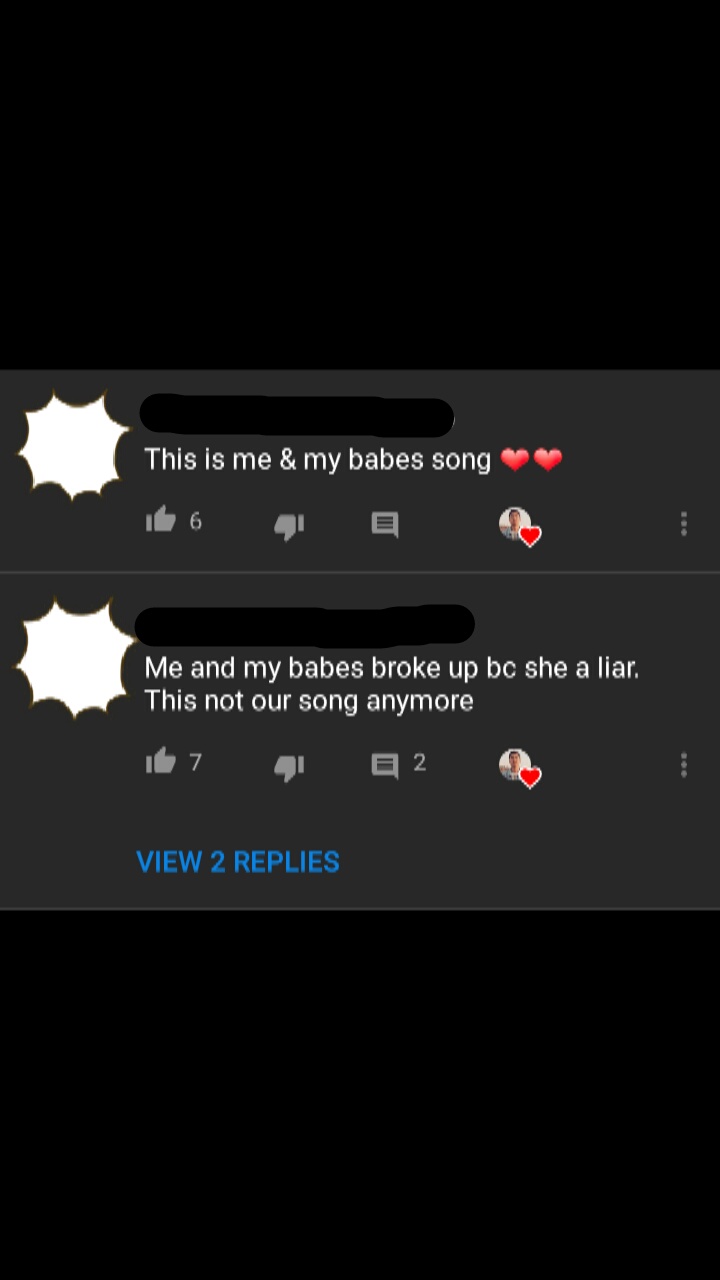 This is me & my babes song ❤️❤️
6
Me and my babes broke up bc she a liar.
This not our song anymore
7
2
VIEW 2 REPLIES